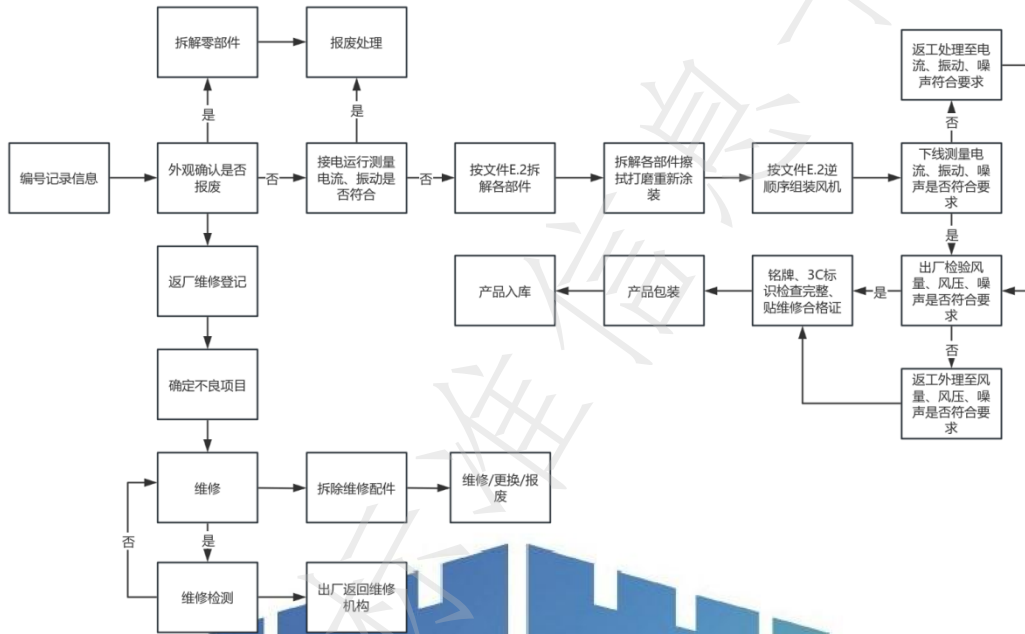 拆解零部件
报废处理
返工处理至电
流、振动、噪
声符合要求
是
是
否
编号记录信息
外观确认是否
报废
否
接电运行测量
电流、振动是
否符合
否
按文件E.2拆
解各部件
拆解各部件擦
拭打磨重新涂
装
按文件E.2逆
顺序组装风机
下线测量电
流、振动、噪
声是否符合要
求
是
返厂维修登记
产品入库
产品包装
铭牌、3C标
识检查完整、
贴维修合格证
是
出厂检验风
量、风压、噪
声是否符合要
求
否
确定不良项目
返工外理至风
量、风压、噪
声是否符合要
求
维修
拆除维修配件
维修/更换/报
废
否
是
维修检测
出厂返回维修
机构
标准信息